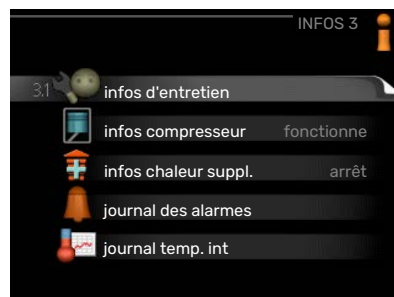 INFOS 3
3.1 infos d'entretien
infos compresseur fonctionne
infos chaleur suppl. arrêt
journal des alarmes
journal temp. int